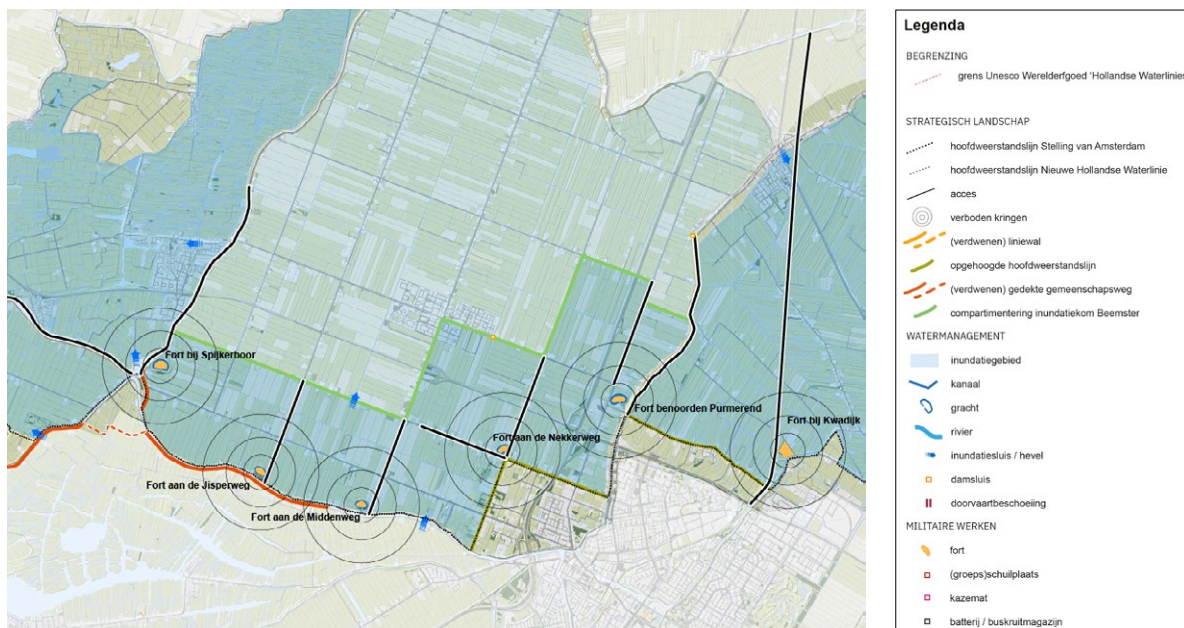 Fort bij Spijkerboor
Fort benoorden Purmerend
Fort bij Kwadijk
Fort aan de Nekkerweg
Fort aan de Jisperweg
Fort aan de Middenweg
Legenda
BEGRENZING
grens Unesco Werelderfgoed 'Hollandse Waterlinies
STRATEGISCH LANDSCHAP
hoofdweerstandslijn Stelling van Amsterdam
hoofdweerstandslijn Nieuwe Hollandse Waterlinie
acces
verboden kringen
(verdwenen) liniewal
opgehoogde hoofdweerstandslijn
(verdwenen) gedekte gemeenschapsweg
compartimentering inundatiekom Beemster
WATERMANAGEMENT
inundatiegebied
kanaal
gracht
rivier
inundatiesluis / hevel
damsluis
doorvaartbeschoeiing
MILITAIRE WERKEN
fort
(groeps)schuilplaats
kazemat
batterij / buskruitmagazijn